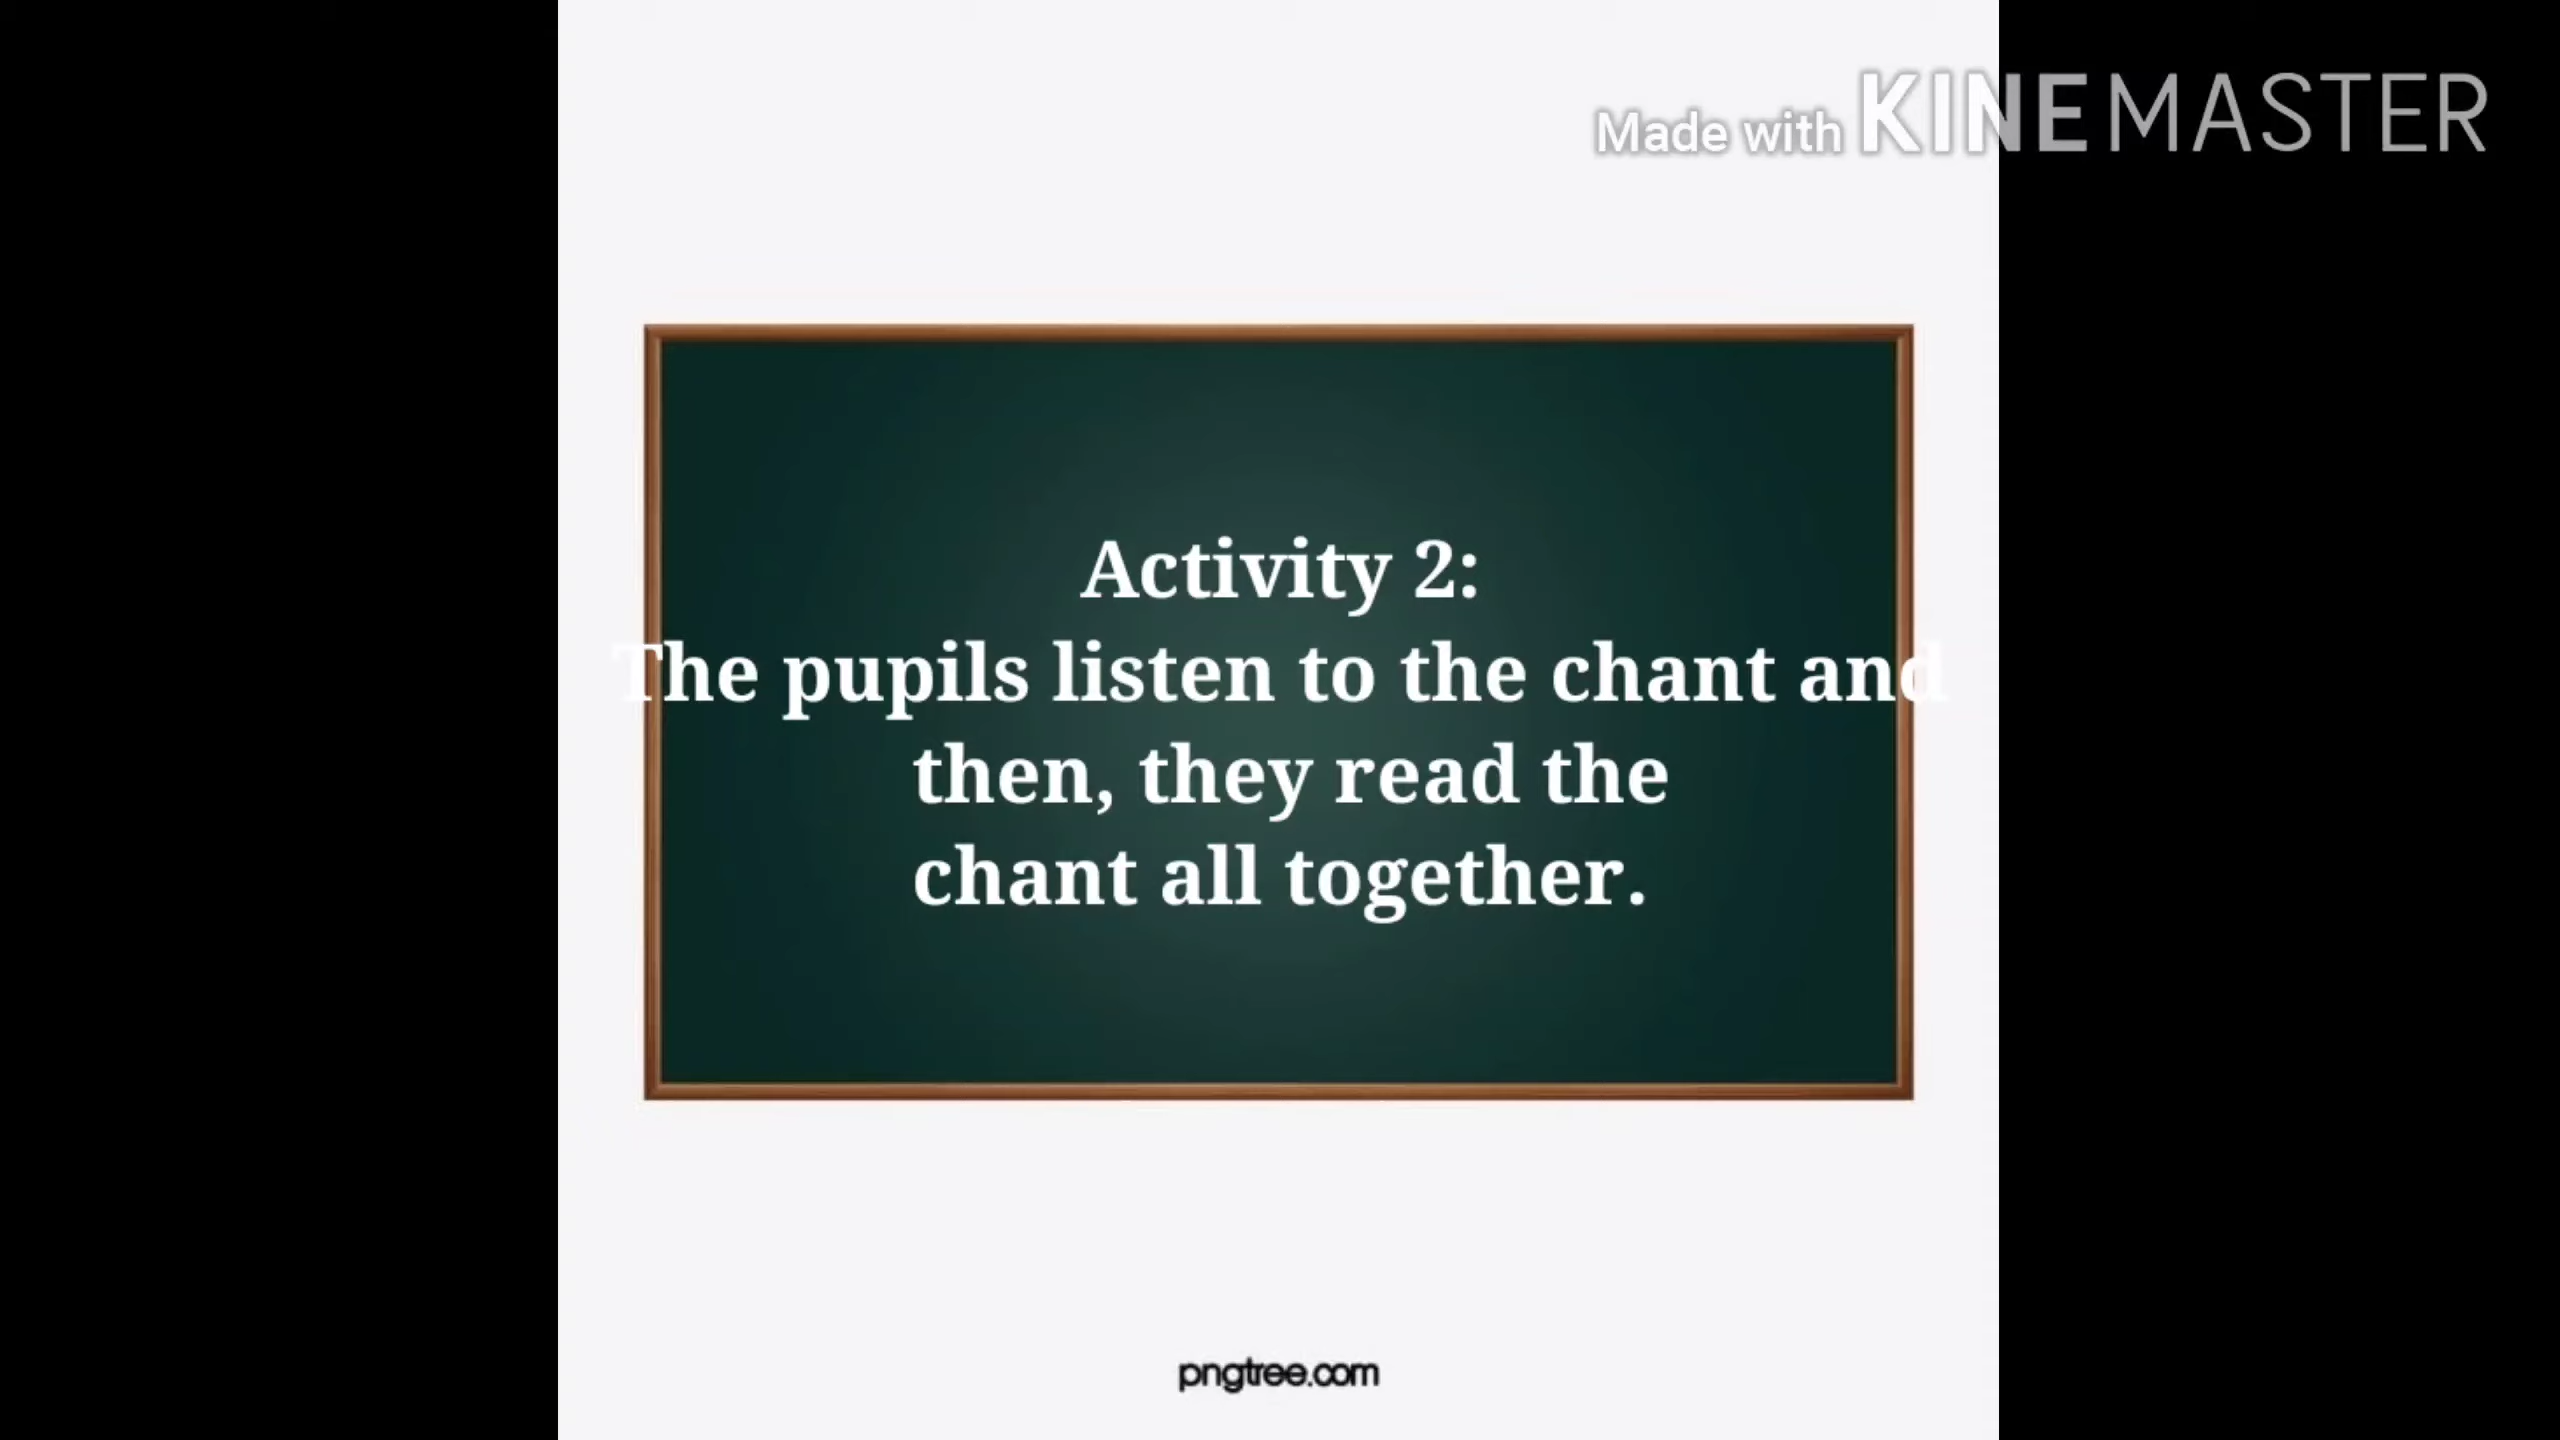 Made with KINEMASTER
Activity 2:
The pupils listen to the chant and
then, they read the
chant all together.
pngtree.com